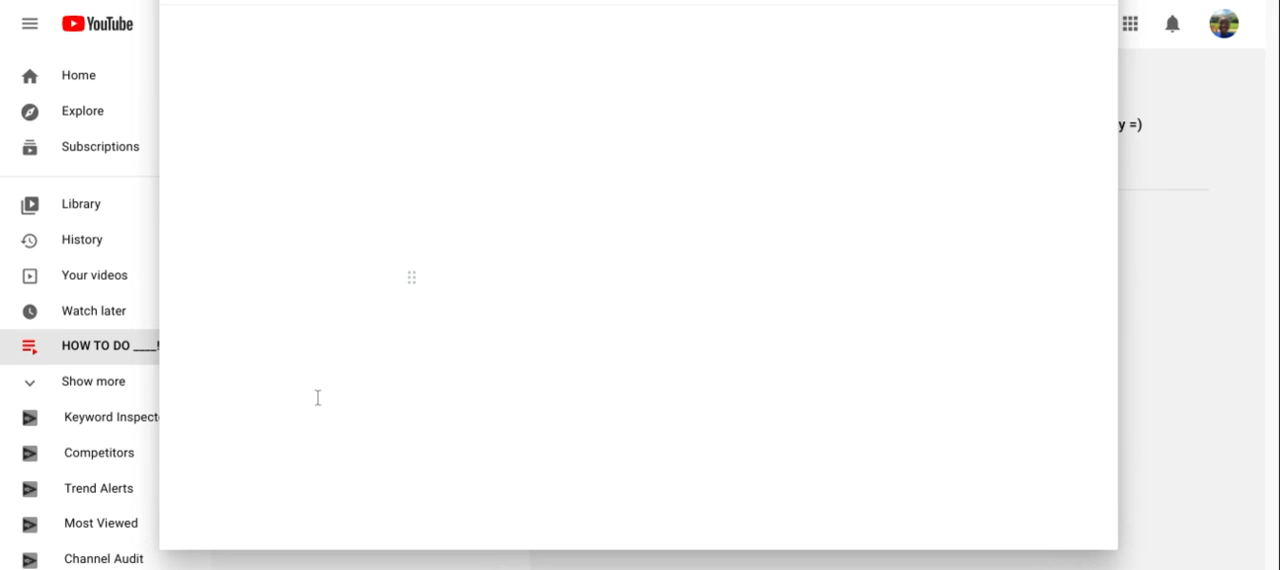 YouTube
Home
Explore
Subscriptions
Library
History
Your videos
Watch later
HOW TO DO ____!
Show more
Keyword Inspect
Competitors
Trend Alerts
Most Viewed
Channel Audit
y =)